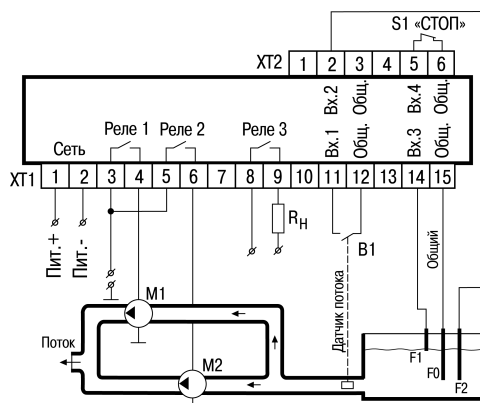 S1 «СТОП»
XT2
1 2 3 4 5 6
Вх.2 Общ. Вх.4 Общ.
Реле 1 Реле 2 Реле 3
Вх.1 Общ. Вх.3 Общ.
Сеть
XT1
1 2 3 4 5 6 7 8 9 10 11 12 13 14 15
Пит.+
Пит.-
RН
B1
Общий
Датчик потока
M1
Поток
M2
F1
F0
F2